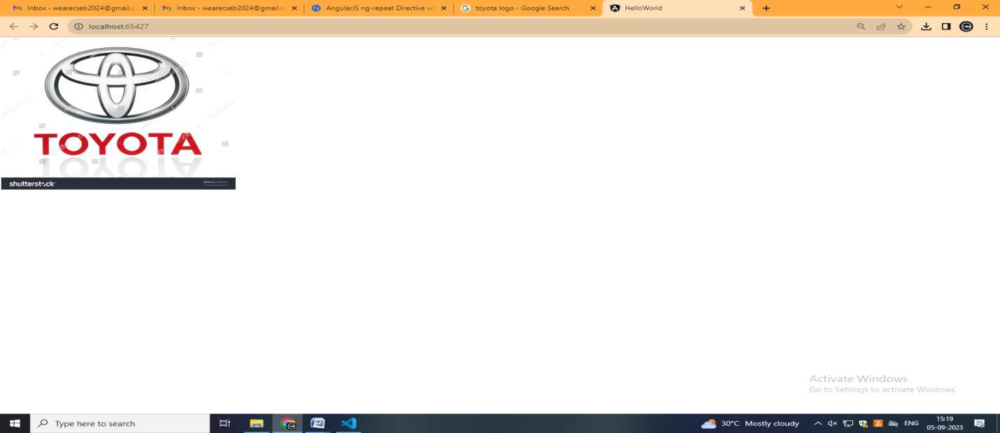 Inbox - wearecseb2024@gmail.c
Inbox - wearecseb2024@gmail.c
AngularJS ng-repeat Directive wi
toyota logo - Google Search
HelloWorld
localhost:65427
TOYOTA
shutterstock
Activate Windows
Go to Settings to activate Windows.
Type here to search
30°C Mostly cloudy
ENG
15:19
05-09-2023